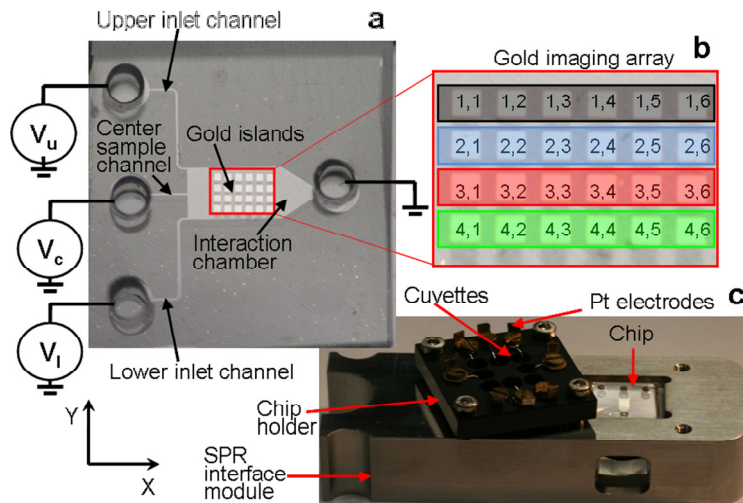 Upper inlet channel
a
V u
Center
sample
channel
Gold islands
V c
Interaction
chamber
V l
Lower inlet channel
Y
X
b
Gold imaging array
1,1 1,2 1,3 1,4 1,5 1,6
2,1 2,2 2,3 2,4 2,5 2,6
3,1 3,2 3,3 3,4 3,5 3,6
4,1 4,2 4,3 4,4 4,5 4,6
c
Cuvettes
Pt electrodes
Chip
Chip
holder
SPR
interface
module